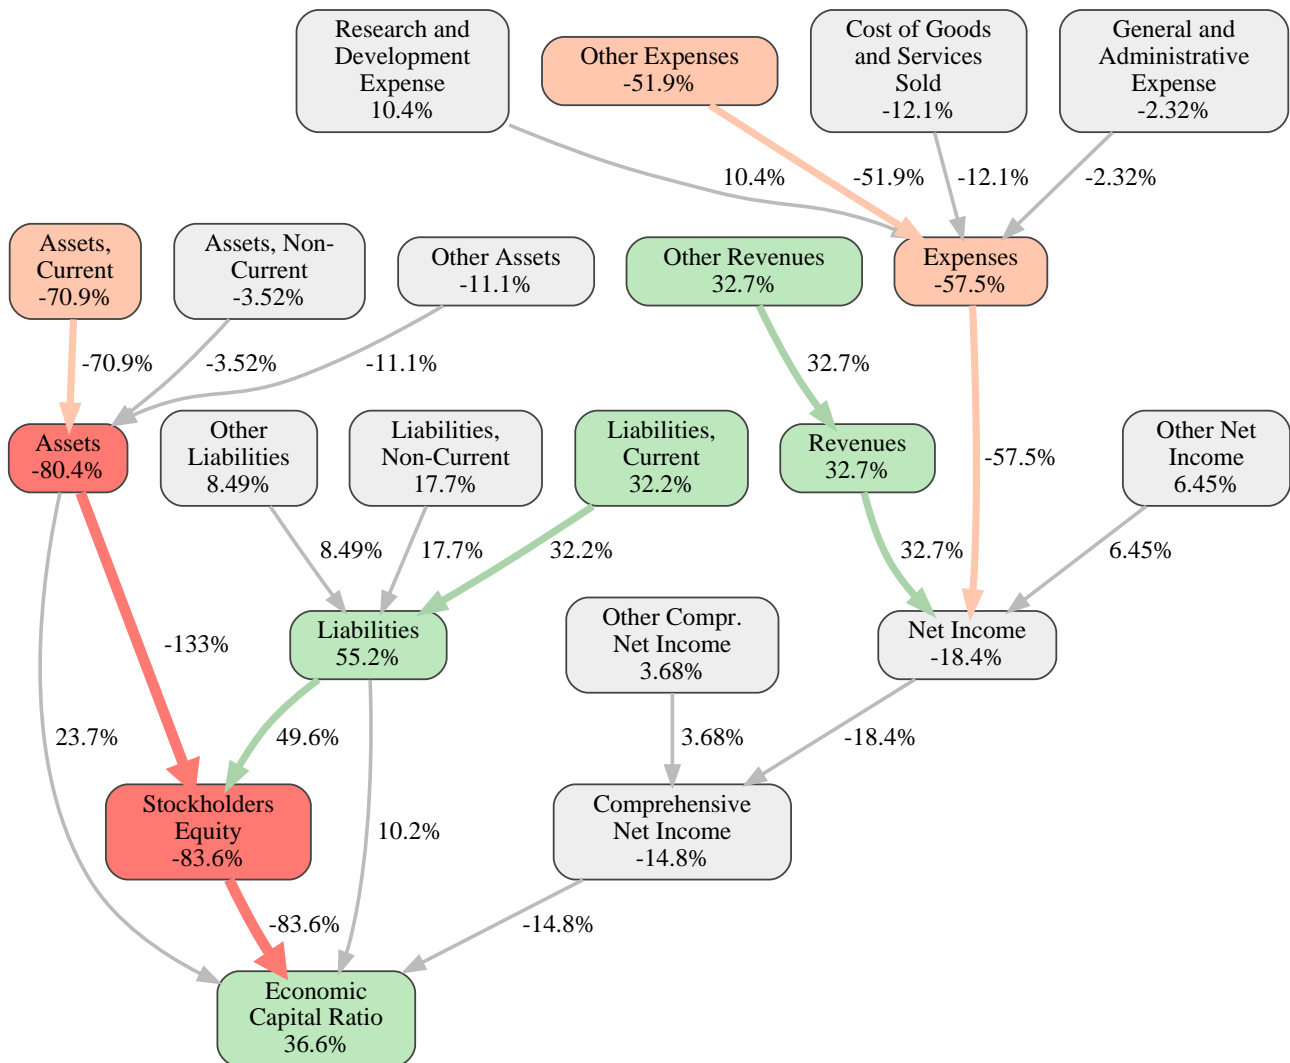 Research and
Development
Expense
10.4%
Other Expenses
-51.9%
Cost of Goods
and Services
Sold
-12.1%
General and
Administrative
Expense
-2.32%
10.4%
-51.9%
-12.1%
-2.32%
Assets,
Current
-70.9%
Assets, Non-
Current
-3.52%
Other Assets
-11.1%
Other Revenues
32.7%
Expenses
-57.5%
-70.9%
-3.52%
-11.1%
32.7%
Assets
-80.4%
Other
Liabilities
8.49%
Liabilities,
Non-Current
17.7%
Liabilities,
Current
32.2%
Revenues
32.7%
-57.5%
Other Net
Income
6.45%
8.49%
17.7%
32.2%
32.7%
6.45%
-133%
Liabilities
55.2%
Other Compr.
Net Income
3.68%
Net Income
-18.4%
23.7%
49.6%
10.2%
3.68%
-18.4%
Stockholders
Equity
-83.6%
Comprehensive
Net Income
-14.8%
-83.6%
-14.8%
Economic
Capital Ratio
36.6%